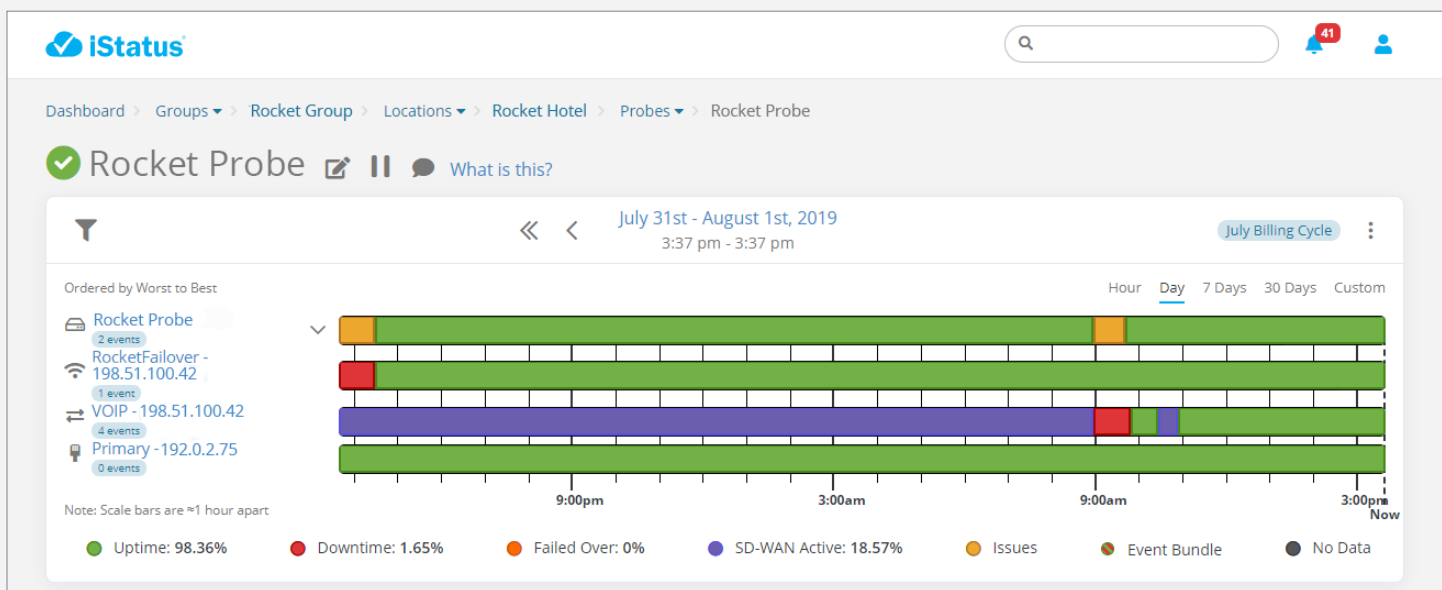 iStatus
41
Dashboard > Groups > Rocket Group > Locations > Rocket Hotel > Probes > Rocket Probe
Rocket Probe What is this?
July 31st - August 1st, 2019
3:37 pm - 3:37 pm
July Billing Cycle
Ordered by Worst to Best
Hour Day 7 Days 30 Days Custom
Rocket Probe
2 events
RocketFailover -
198.51.100.42
1 event
VOIP - 198.51.100.42
4 events
Primary - 192.0.2.75
0 events
9:00pm 3:00am 9:00am 3:00pm
Now
Note: Scale bars are ≈1 hour apart
Uptime: 98.36% Downtime: 1.65% Failed Over: 0% SD-WAN Active: 18.57% Issues Event Bundle No Data